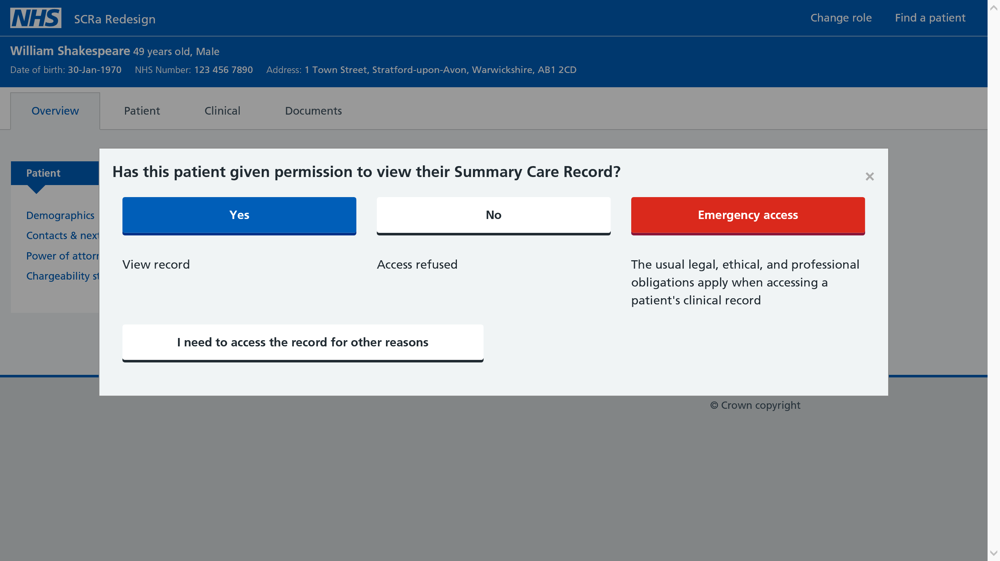 NHS SCRa Redesign Change role Find a patient
William Shakespeare 49 years old, Male
Date of birth: 30-Jan-1970 NHS Number: 123 456 7890 Address: 1 Town Street, Stratford-upon-Avon, Warwickshire, AB1 2CD
Overview Patient Clinical Documents
Patient
Demographics
Contacts & next
Power of attor
Chargeability st
Has this patient given permission to view their Summary Care Record?
×
Yes
View record
No
Access refused
Emergency access
The usual legal, ethical, and professional
obligations apply when accessing a
patient's clinical record
I need to access the record for other reasons
© Crown copyright